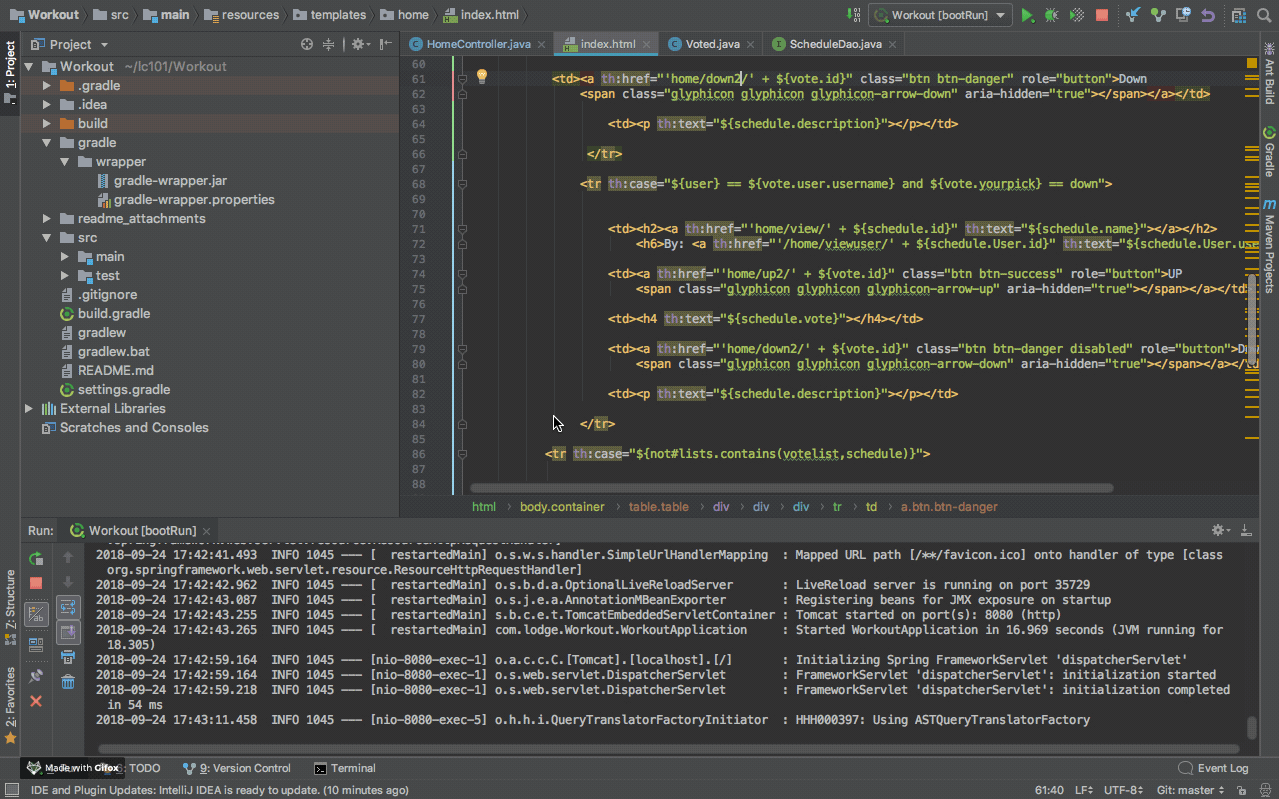 Workout src main resources templates home index.html Workout [bootRun]
1: Project
Project
Workout ~/lc101/Workout
.gradle
.idea
build
gradle
wrapper
gradle-wrapper.jar
gradle-wrapper.properties
readme_attachments
src
main
test
.gitignore
build.gradle
gradlew
gradlew.bat
README.md
settings.gradle
External Libraries
Scratches and Consoles
HomeController.java index.html Voted.java ScheduleDao.java
60
61 <td><a th:href="'home/down2/' + ${vote.id}" class="btn btn-danger" role="button">Down
62 <span class="glyphicon glyphicon glyphicon-arrow-down" aria-hidden="true"></span></a></td>
63
64 <td><p th:text="${schedule.description}"></p></td>
65
66 </tr>
67
68 <tr th:case="${user} == ${vote.user.username} and ${vote.yourpick} == down">
69
70
71 <td><h2><a th:href="'home/view/' + ${schedule.id}" th:text="${schedule.name}"></a></h2>
72 <h6>By: <a th:href="'/home/viewuser/' + ${schedule.User.id}" th:text="${schedule.User.use
73
74 <td><a th:href="'home/up2/' + ${vote.id}" class="btn btn-success" role="button">UP
75 <span class="glyphicon glyphicon glyphicon-arrow-up" aria-hidden="true"></span></a></td
76
77 <td><h4 th:text="${schedule.vote}"></h4></td>
78
79 <td><a th:href="'home/down2/' + ${vote.id}" class="btn btn-danger disabled" role="button">D
80 <span class="glyphicon glyphicon glyphicon-arrow-down" aria-hidden="true"></span></a></td
81
82 <td><p th:text="${schedule.description}"></p></td>
83
84 </tr>
85
86 <tr th:case="${not#lists.contains(votelist,schedule)}">
87
88
html body.container table.table div div div tr td a.btn.btn-danger
Ant Build
Gradle
Maven Projects
Run: Workout [bootRun]
2018-09-24 17:42:41.493 INFO 1045 --- [ restartedMain] o.s.w.s.handler.SimpleUrlHandlerMapping : Mapped URL path [/**/favicon.ico] onto handler of type [class
org.springframework.web.servlet.resource.ResourceHttpRequestHandler]
2018-09-24 17:42:42.962 INFO 1045 --- [ restartedMain] o.s.b.d.a.OptionalLiveReloadServer : LiveReload server is running on port 35729
2018-09-24 17:42:43.087 INFO 1045 --- [ restartedMain] o.s.j.e.a.AnnotationMBeanExporter : Registering beans for JMX exposure on startup
2018-09-24 17:42:43.255 INFO 1045 --- [ restartedMain] s.b.c.e.t.TomcatEmbeddedServletContainer : Tomcat started on port(s): 8080 (http)
2018-09-24 17:42:43.265 INFO 1045 --- [ restartedMain] com.lodge.Workout.WorkoutApplication : Started WorkoutApplication in 16.969 seconds (JVM running for
18.305)
2018-09-24 17:42:59.164 INFO 1045 --- [nio-8080-exec-1] o.a.c.c.C.[Tomcat].[localhost].[/] : Initializing Spring FrameworkServlet 'dispatcherServlet'
2018-09-24 17:42:59.164 INFO 1045 --- [nio-8080-exec-1] o.s.web.servlet.DispatcherServlet : FrameworkServlet 'dispatcherServlet': initialization started
2018-09-24 17:42:59.218 INFO 1045 --- [nio-8080-exec-1] o.s.web.servlet.DispatcherServlet : FrameworkServlet 'dispatcherServlet': initialization completed
in 54 ms
2018-09-24 17:43:11.458 INFO 1045 --- [nio-8080-exec-5] o.h.h.i.QueryTranslatorFactoryInitiator : HHH000397: Using ASTQueryTranslatorFactory
Z: Structure
2: Favorites
Made with Gifox TODO 9: Version Control Terminal Event Log
IDE and Plugin Updates: IntelliJ IDEA is ready to update. (10 minutes ago) 61:40 LF UTF-8 Git: master